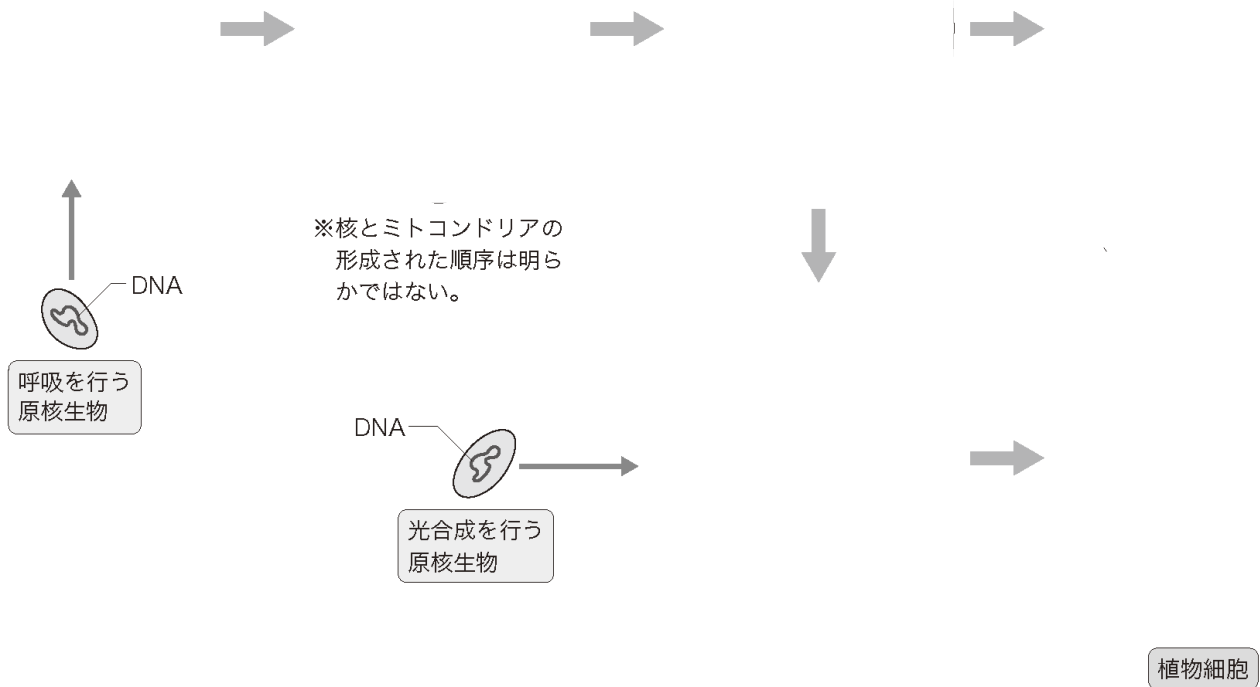 ※核とミトコンドリアの
形成された順序は明ら
かではない。
DNA
呼吸を行う
原核生物
DNA
光合成を行う
原核生物
植物細胞